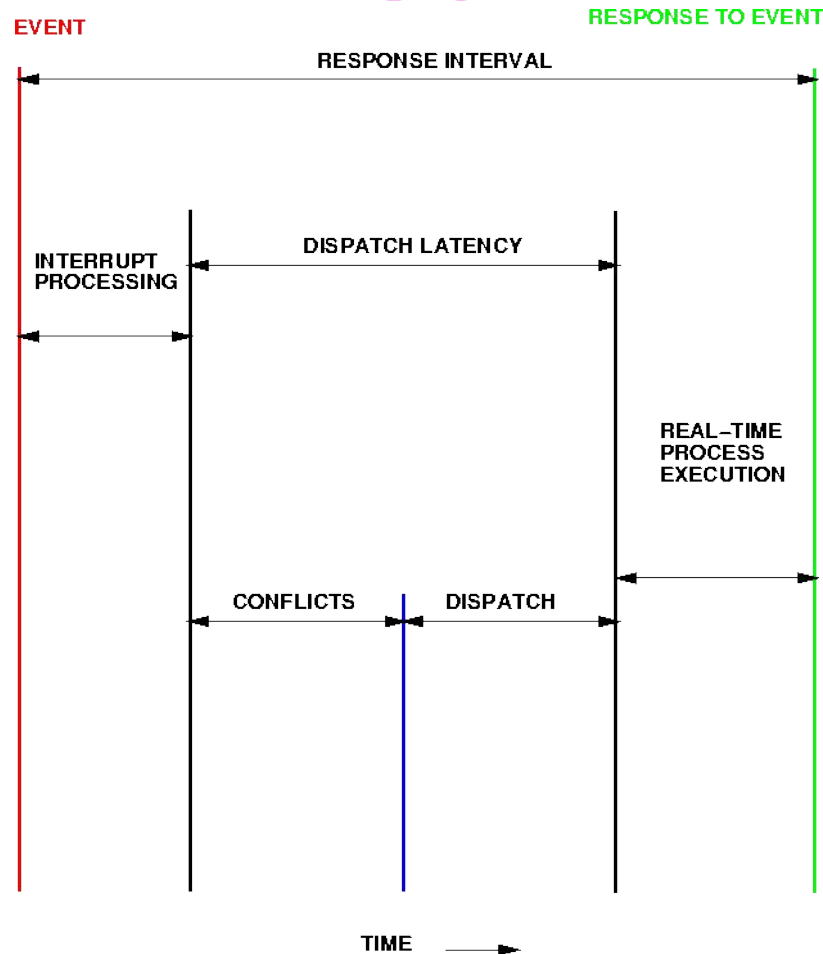 EVENT
RESPONSE TO EVENT
RESPONSE INTERVAL
DISPATCH LATENCY
INTERRUPT
PROCESSING
REAL–TIME
PROCESS
EXECUTION
CONFLICTS
DISPATCH
TIME